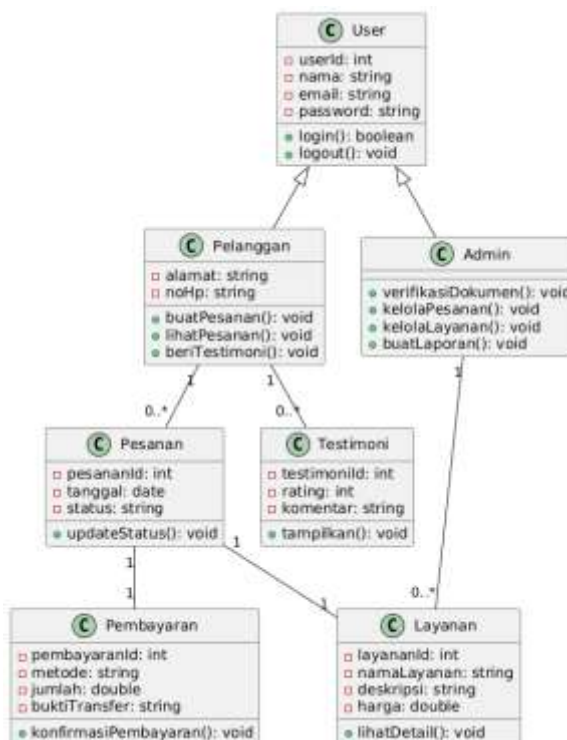 C User
userId: int
nama: string
email: string
password: string
login(): boolean
logout(): void
C Pelanggan
alamat: string
noHp: string
buatPesanan(): void
lihatPesanan(): void
beriTestimoni(): void
C Admin
verifikasiDokumen(): void
kelolaPesanan(): void
kelolaLayanan(): void
buatLaporan(): void
1
1
1
0..*
0..*
C Pesanan
pesananId: int
tanggal: date
status: string
updateStatus(): void
C Testimoni
testimoniId: int
rating: int
komentar: string
tampilkan(): void
1
1
1
1
0..*
C Pembayaran
pembayaranId: int
metode: string
jumlah: double
buktiTransfer: string
konfirmasiPembayaran(): void
C Layanan
layananId: int
namaLayanan: string
deskripsi: string
harga: double
lihatDetail(): void